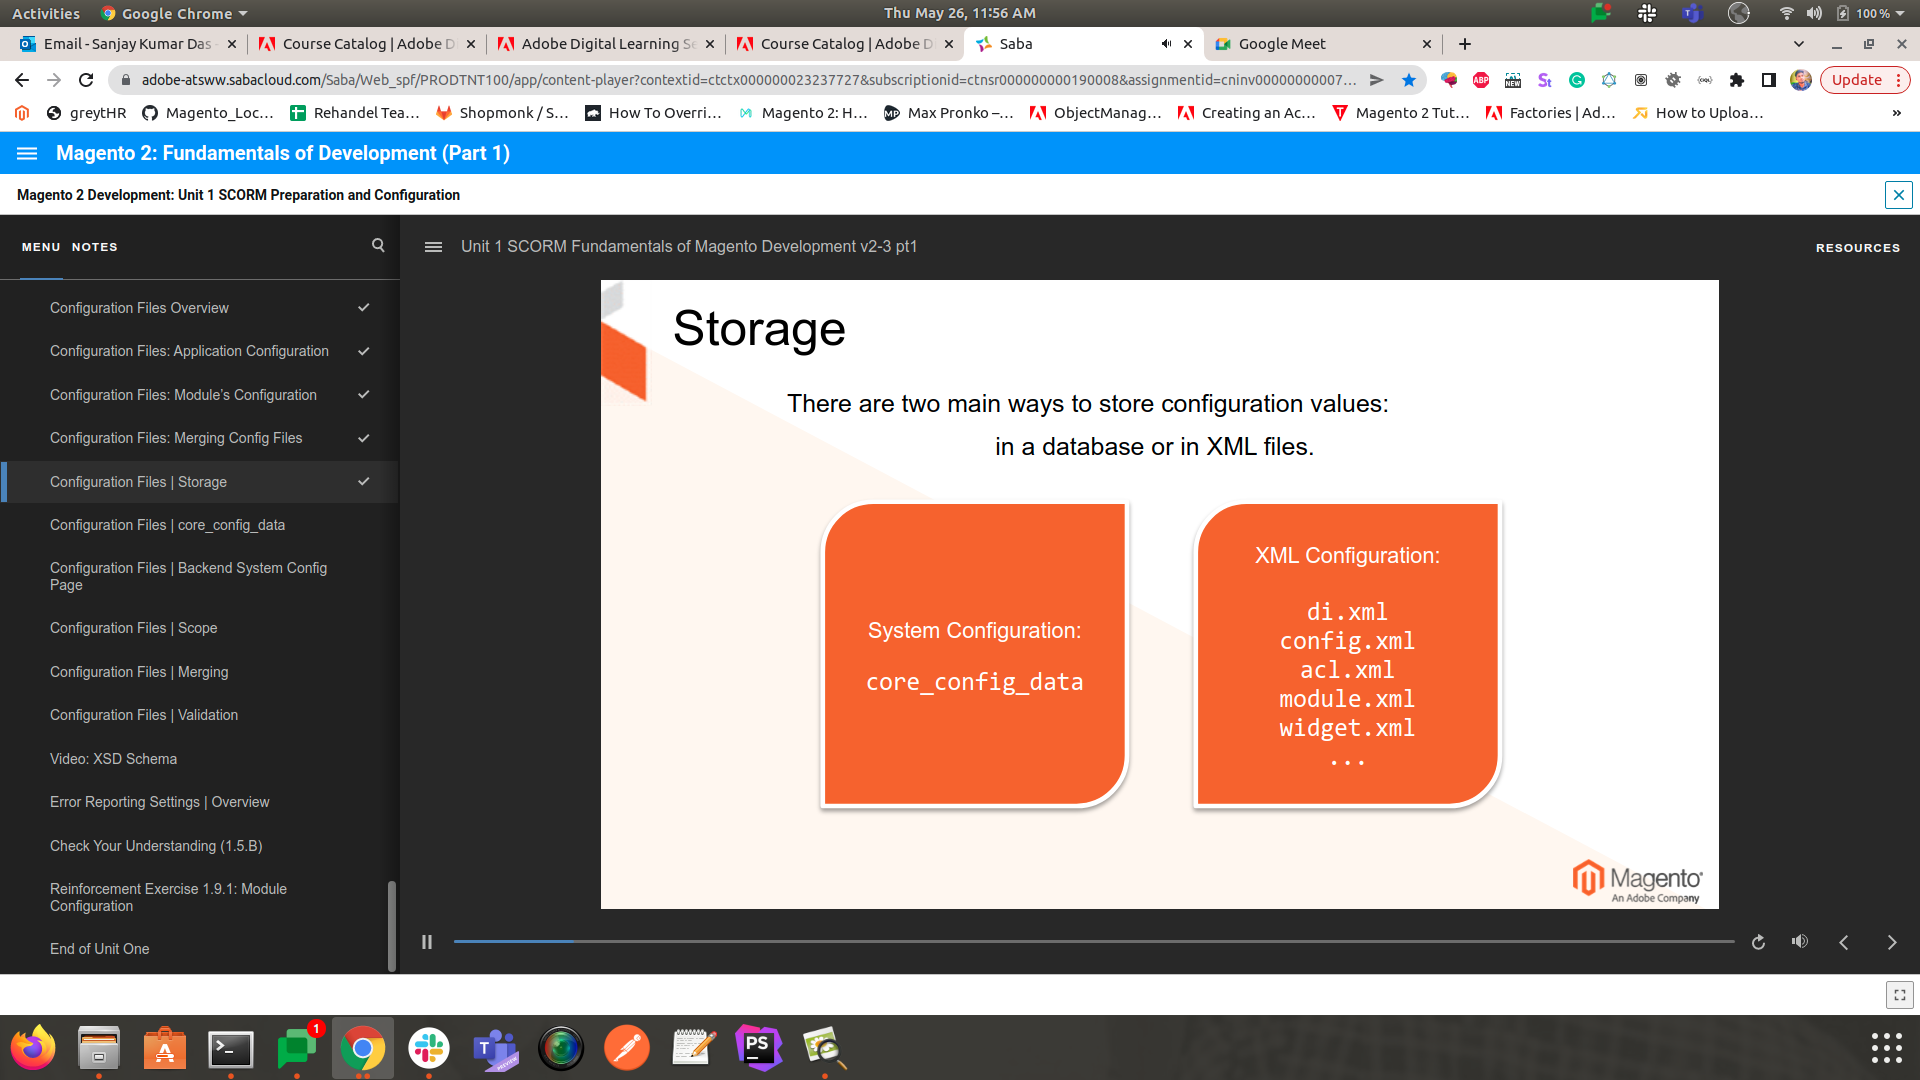 Activities
Google Chrome
Thu May 26, 11:56 AM
100 %
Email - Sanjay Kumar Das -
Course Catalog | Adobe D
Adobe Digital Learning Se
Course Catalog | Adobe D
Saba
Google Meet
adobe-atsww.sabacloud.com/Saba/Web_spf/PRODTNT100/app/content-player?contextid=ctctx000000023237727&subscriptionid=ctnsr000000000190008&assignmentid=cninv00000000007...
ABP
NEW
Update
greytHR
Magento_Loc...
Rehandel Tea...
Shopmonk / S...
How To Overri...
Magento 2: H...
Max Pronko –...
ObjectManag...
Creating an Ac...
Magento 2 Tut...
Factories | Ad...
How to Uploa...
»
Magento 2: Fundamentals of Development (Part 1)
Magento 2 Development: Unit 1 SCORM Preparation and Configuration
MENU NOTES
Unit 1 SCORM Fundamentals of Magento Development v2-3 pt1
RESOURCES
Configuration Files Overview
Configuration Files: Application Configuration
Configuration Files: Module's Configuration
Configuration Files: Merging Config Files
Configuration Files | Storage
Configuration Files | core_config_data
Configuration Files | Backend System Config
Page
Configuration Files | Scope
Configuration Files | Merging
Configuration Files | Validation
Video: XSD Schema
Error Reporting Settings | Overview
Check Your Understanding (1.5.B)
Reinforcement Exercise 1.9.1: Module
Configuration
End of Unit One
Storage
There are two main ways to store configuration values:
in a database or in XML files.
System Configuration:
core_config_data
XML Configuration:
di.xml
config.xml
acl.xml
module.xml
widget.xml
...
Magento
An Adobe Company
1
PS